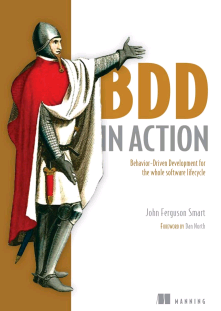 BDD
IN ACTION
Behavior-Driven Development for
the whole software lifecycle
John Ferguson Smart
FOREWORD BY Dan North
MANNING